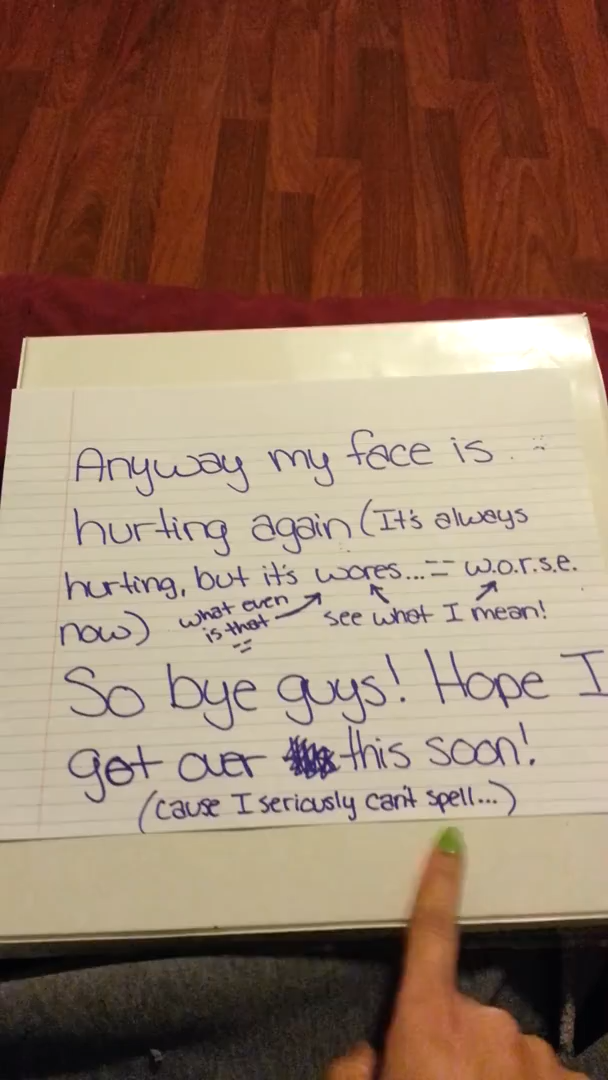 Anyway my face is
hurting again (It's always
hurting, but it's wores... -- w.o.r.s.e.
now) what even
is that
see what I mean!
So bye guys! Hope I
get over this soon!
(cause I seriously can't spell...)